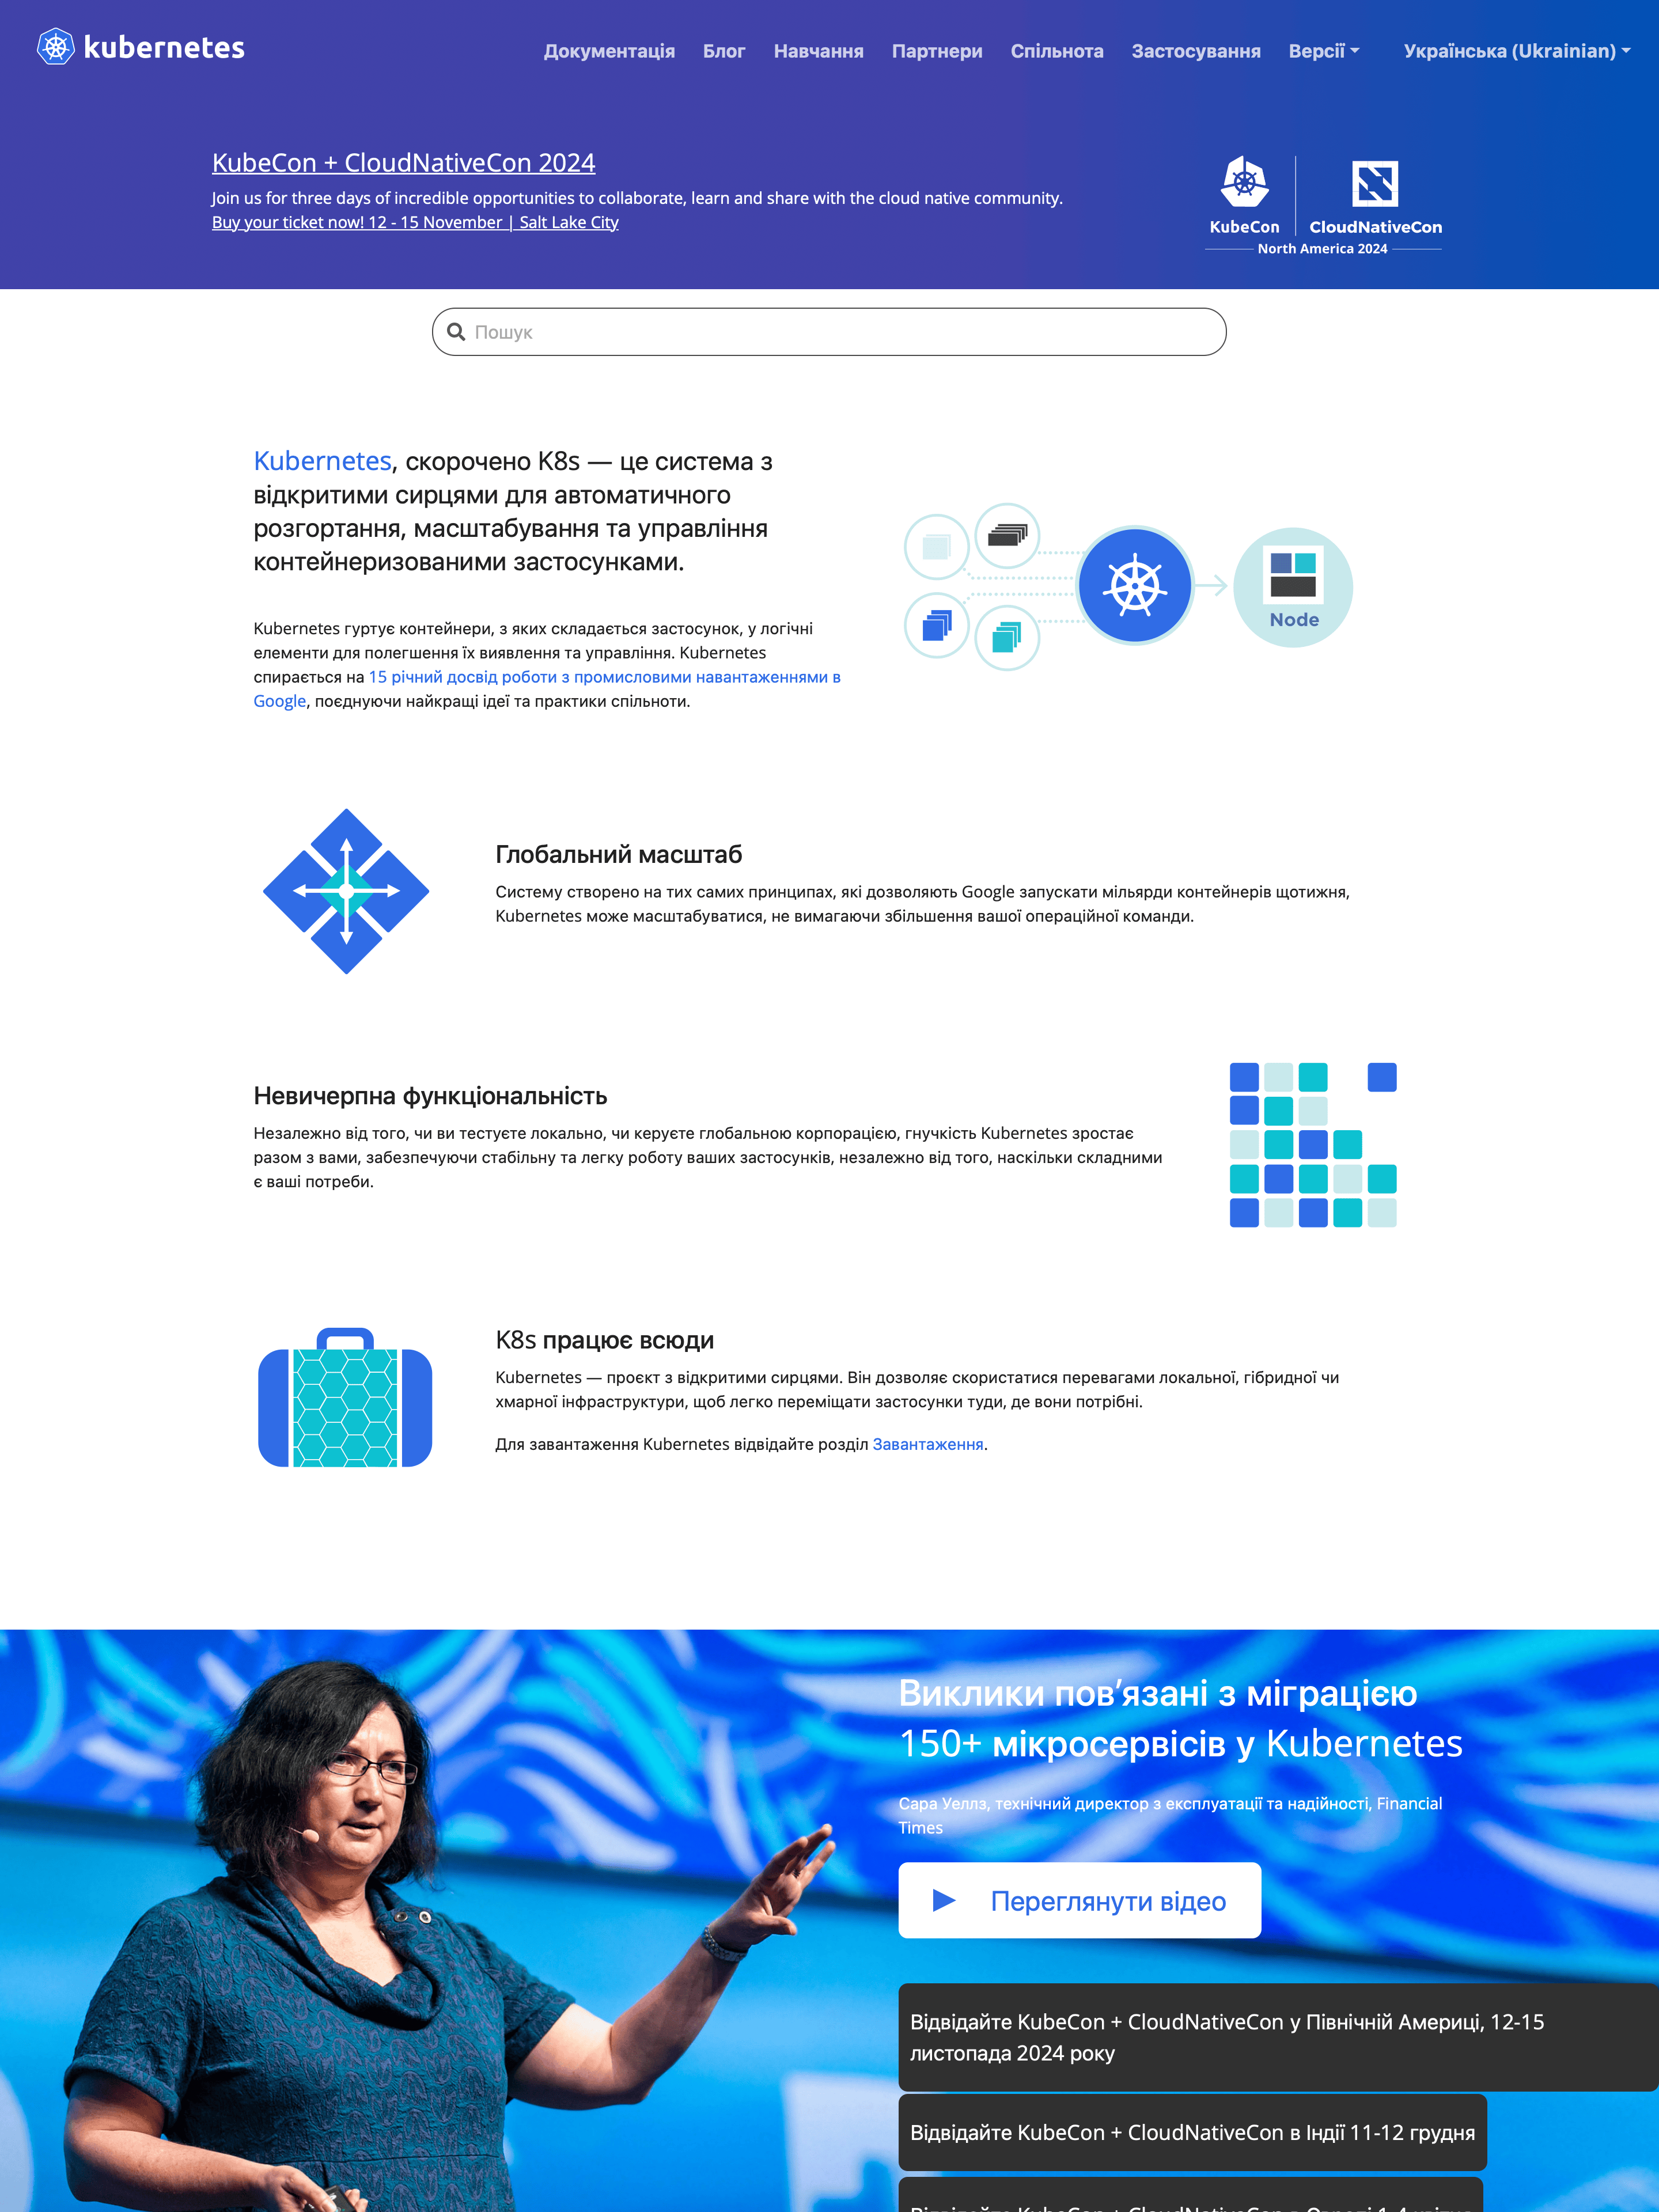 kubernetes
Документація Блог Навчання Партнери Спільнота Застосування Версії Українська (Ukrainian)
KubeCon + CloudNativeCon 2024
Join us for three days of incredible opportunities to collaborate, learn and share with the cloud native community.
Buy your ticket now! 12 - 15 November | Salt Lake City
KubeCon CloudNativeCon
North America 2024
Пошук
Kubernetes, скорочено K8s — це система з
відкритими сирцями для автоматичного
розгортання, масштабування та управління
контейнеризованими застосунками.
Kubernetes гуртує контейнери, з яких складається застосунок, у логічні
елементи для полегшення їх виявлення та управління. Kubernetes
спирається на 15 річний досвід роботи з промисловими навантаженнями в
Google, поєднуючи найкращі ідеї та практики спільноти.
Node
Глобальний масштаб
Систему створено на тих самих принципах, які дозволяють Google запускати мільярди контейнерів щотижня,
Kubernetes може масштабуватися, не вимагаючи збільшення вашої операційної команди.
Невичерпна функціональність
Незалежно від того, чи ви тестуєте локально, чи керуєте глобальною корпорацією, гнучкість Kubernetes зростає
разом з вами, забезпечуючи стабільну та легку роботу ваших застосунків, незалежно від того, наскільки складними
є ваші потреби.
K8s працює всюди
Kubernetes — проєкт з відкритими сирцями. Він дозволяє скористатися перевагами локальної, гібридної чи
хмарної інфраструктури, щоб легко переміщати застосунки туди, де вони потрібні.
Для завантаження Kubernetes відвідайте розділ Завантаження.
Виклики повʼязані з міграцією
150+ мікросервісів у Kubernetes
Сара Уеллз, технічний директор з експлуатації та надійності, Financial
Times
Переглянути відео
Відвідайте KubeCon + CloudNativeCon у Північній Америці, 12-15
листопада 2024 року
Відвідайте KubeCon + CloudNativeCon в Індії 11-12 грудня